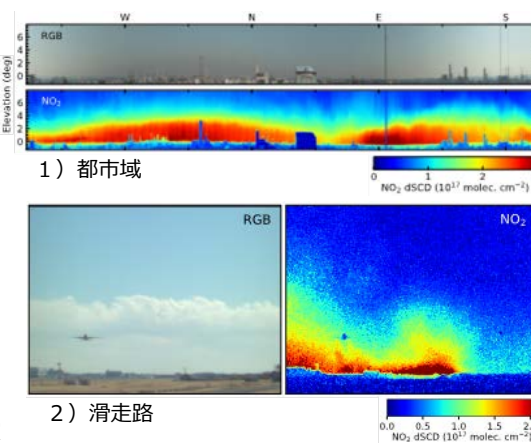 W N E S
RGB
Elevation (deg)
6
4
2
0
NO₂
6
4
2
0
0 1 2
NO₂ dSCD (10¹⁷ molec. cm⁻²)
1）都市域
RGB
NO₂
2）滑走路
0.0 0.5 1.0 1.5
NO₂ dSCD (10¹⁷ molec. cm⁻²)